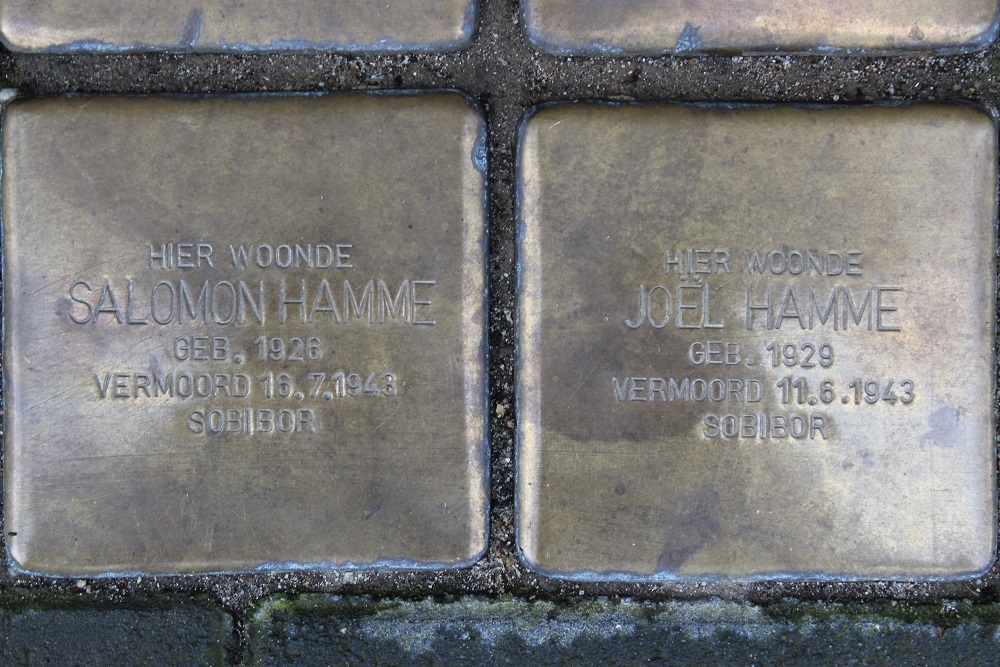 HIER WOONDE
SALOMON HAMME
GEB. 1926
VERMOORD 16.7.1943
SOBIBOR
HIER WOONDE
JOËL HAMME
GEB. 1929
VERMOORD 11.6.1943
SOBIBOR